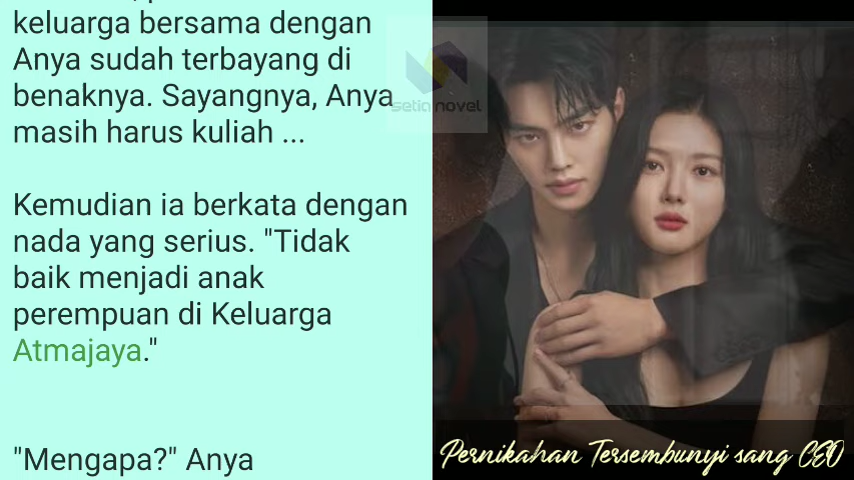 keluarga bersama dengan
Anya sudah terbayang di
benaknya. Sayangnya, Anya
masih harus kuliah ...
Kemudian ia berkata dengan
nada yang serius. "Tidak
baik menjadi anak
perempuan di Keluarga
Atmajaya."
"Mengapa?" Anya
setia novel
Pernikahan Tersembunyi sang CEO